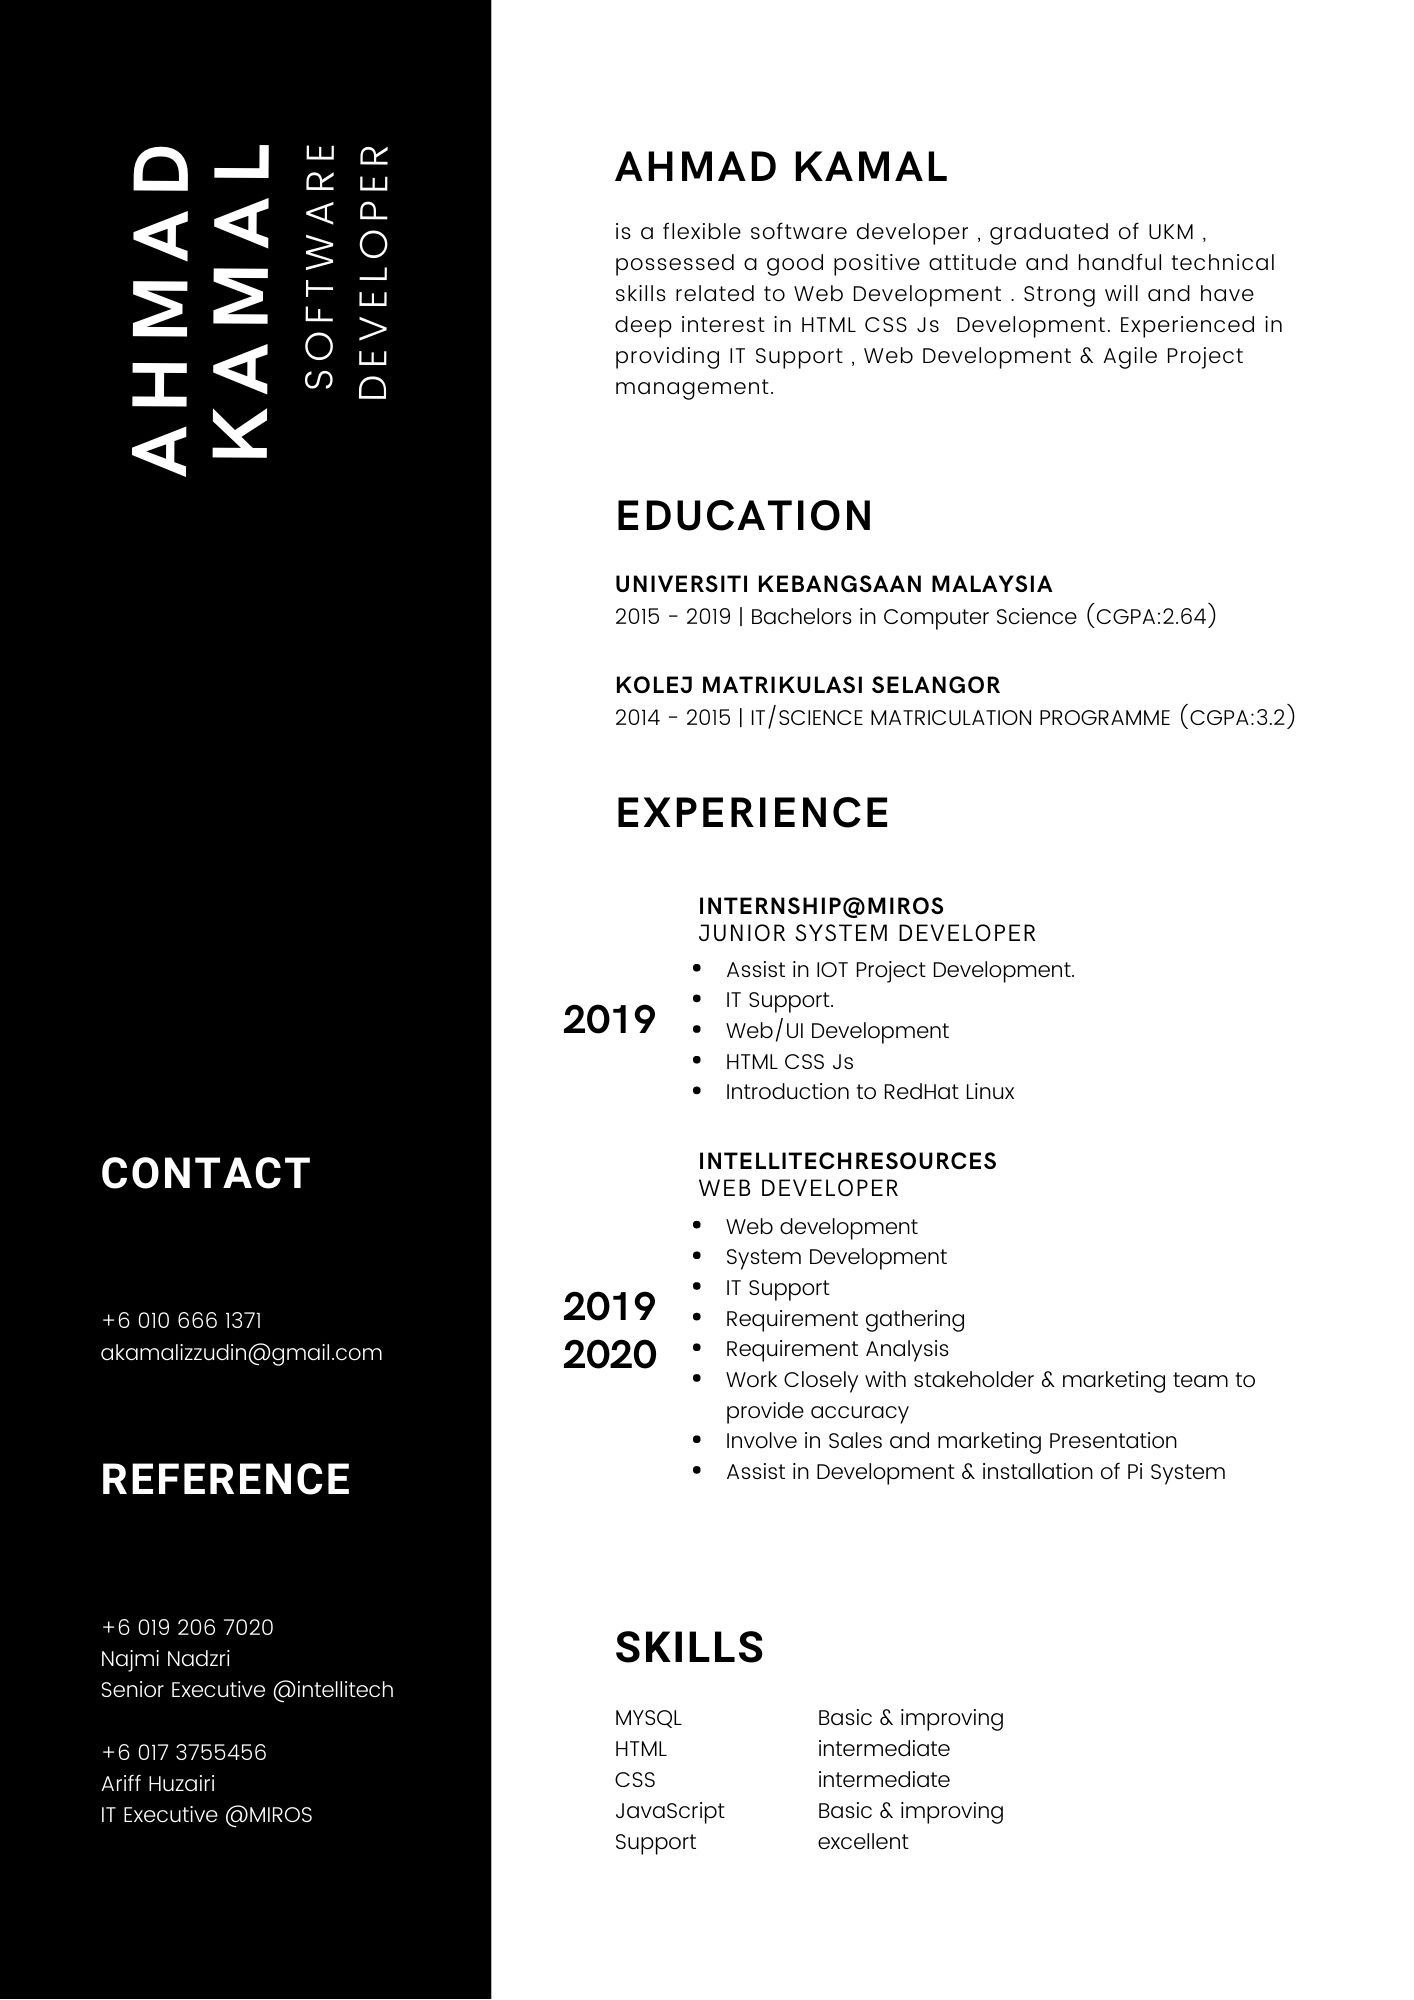 AHMAD
KAMAL
SOFTWARE
DEVELOPER
CONTACT
+6 010 666 1371
akamalizzudin@gmail.com
REFERENCE
+6 019 206 7020
Najmi Nadzri
Senior Executive @intellitech
+6 017 3755456
Ariff Huzairi
IT Executive @MIROS
AHMAD KAMAL
is a flexible software developer , graduated of UKM ,
possessed a good positive attitude and handful technical
skills related to Web Development . Strong will and have
deep interest in HTML CSS Js  Development. Experienced in
providing IT Support , Web Development & Agile Project
management.
EDUCATION
UNIVERSITI KEBANGSAAN MALAYSIA
2015 - 2019 | Bachelors in Computer Science (CGPA:2.64)
KOLEJ MATRIKULASI SELANGOR
2014 - 2015 | IT/SCIENCE MATRICULATION PROGRAMME (CGPA:3.2)
EXPERIENCE
2019
INTERNSHIP@MIROS
JUNIOR SYSTEM DEVELOPER
• Assist in IOT Project Development.
• IT Support.
• Web/UI Development
• HTML CSS Js
• Introduction to RedHat Linux
2019
2020
INTELLITECHRESOURCES
WEB DEVELOPER
• Web development
• System Development
• IT Support
• Requirement gathering
• Requirement Analysis
• Work Closely with stakeholder & marketing team to
provide accuracy
• Involve in Sales and marketing Presentation
• Assist in Development & installation of Pi System
SKILLS
MYSQL Basic & improving
HTML intermediate
CSS intermediate
JavaScript Basic & improving
Support excellent